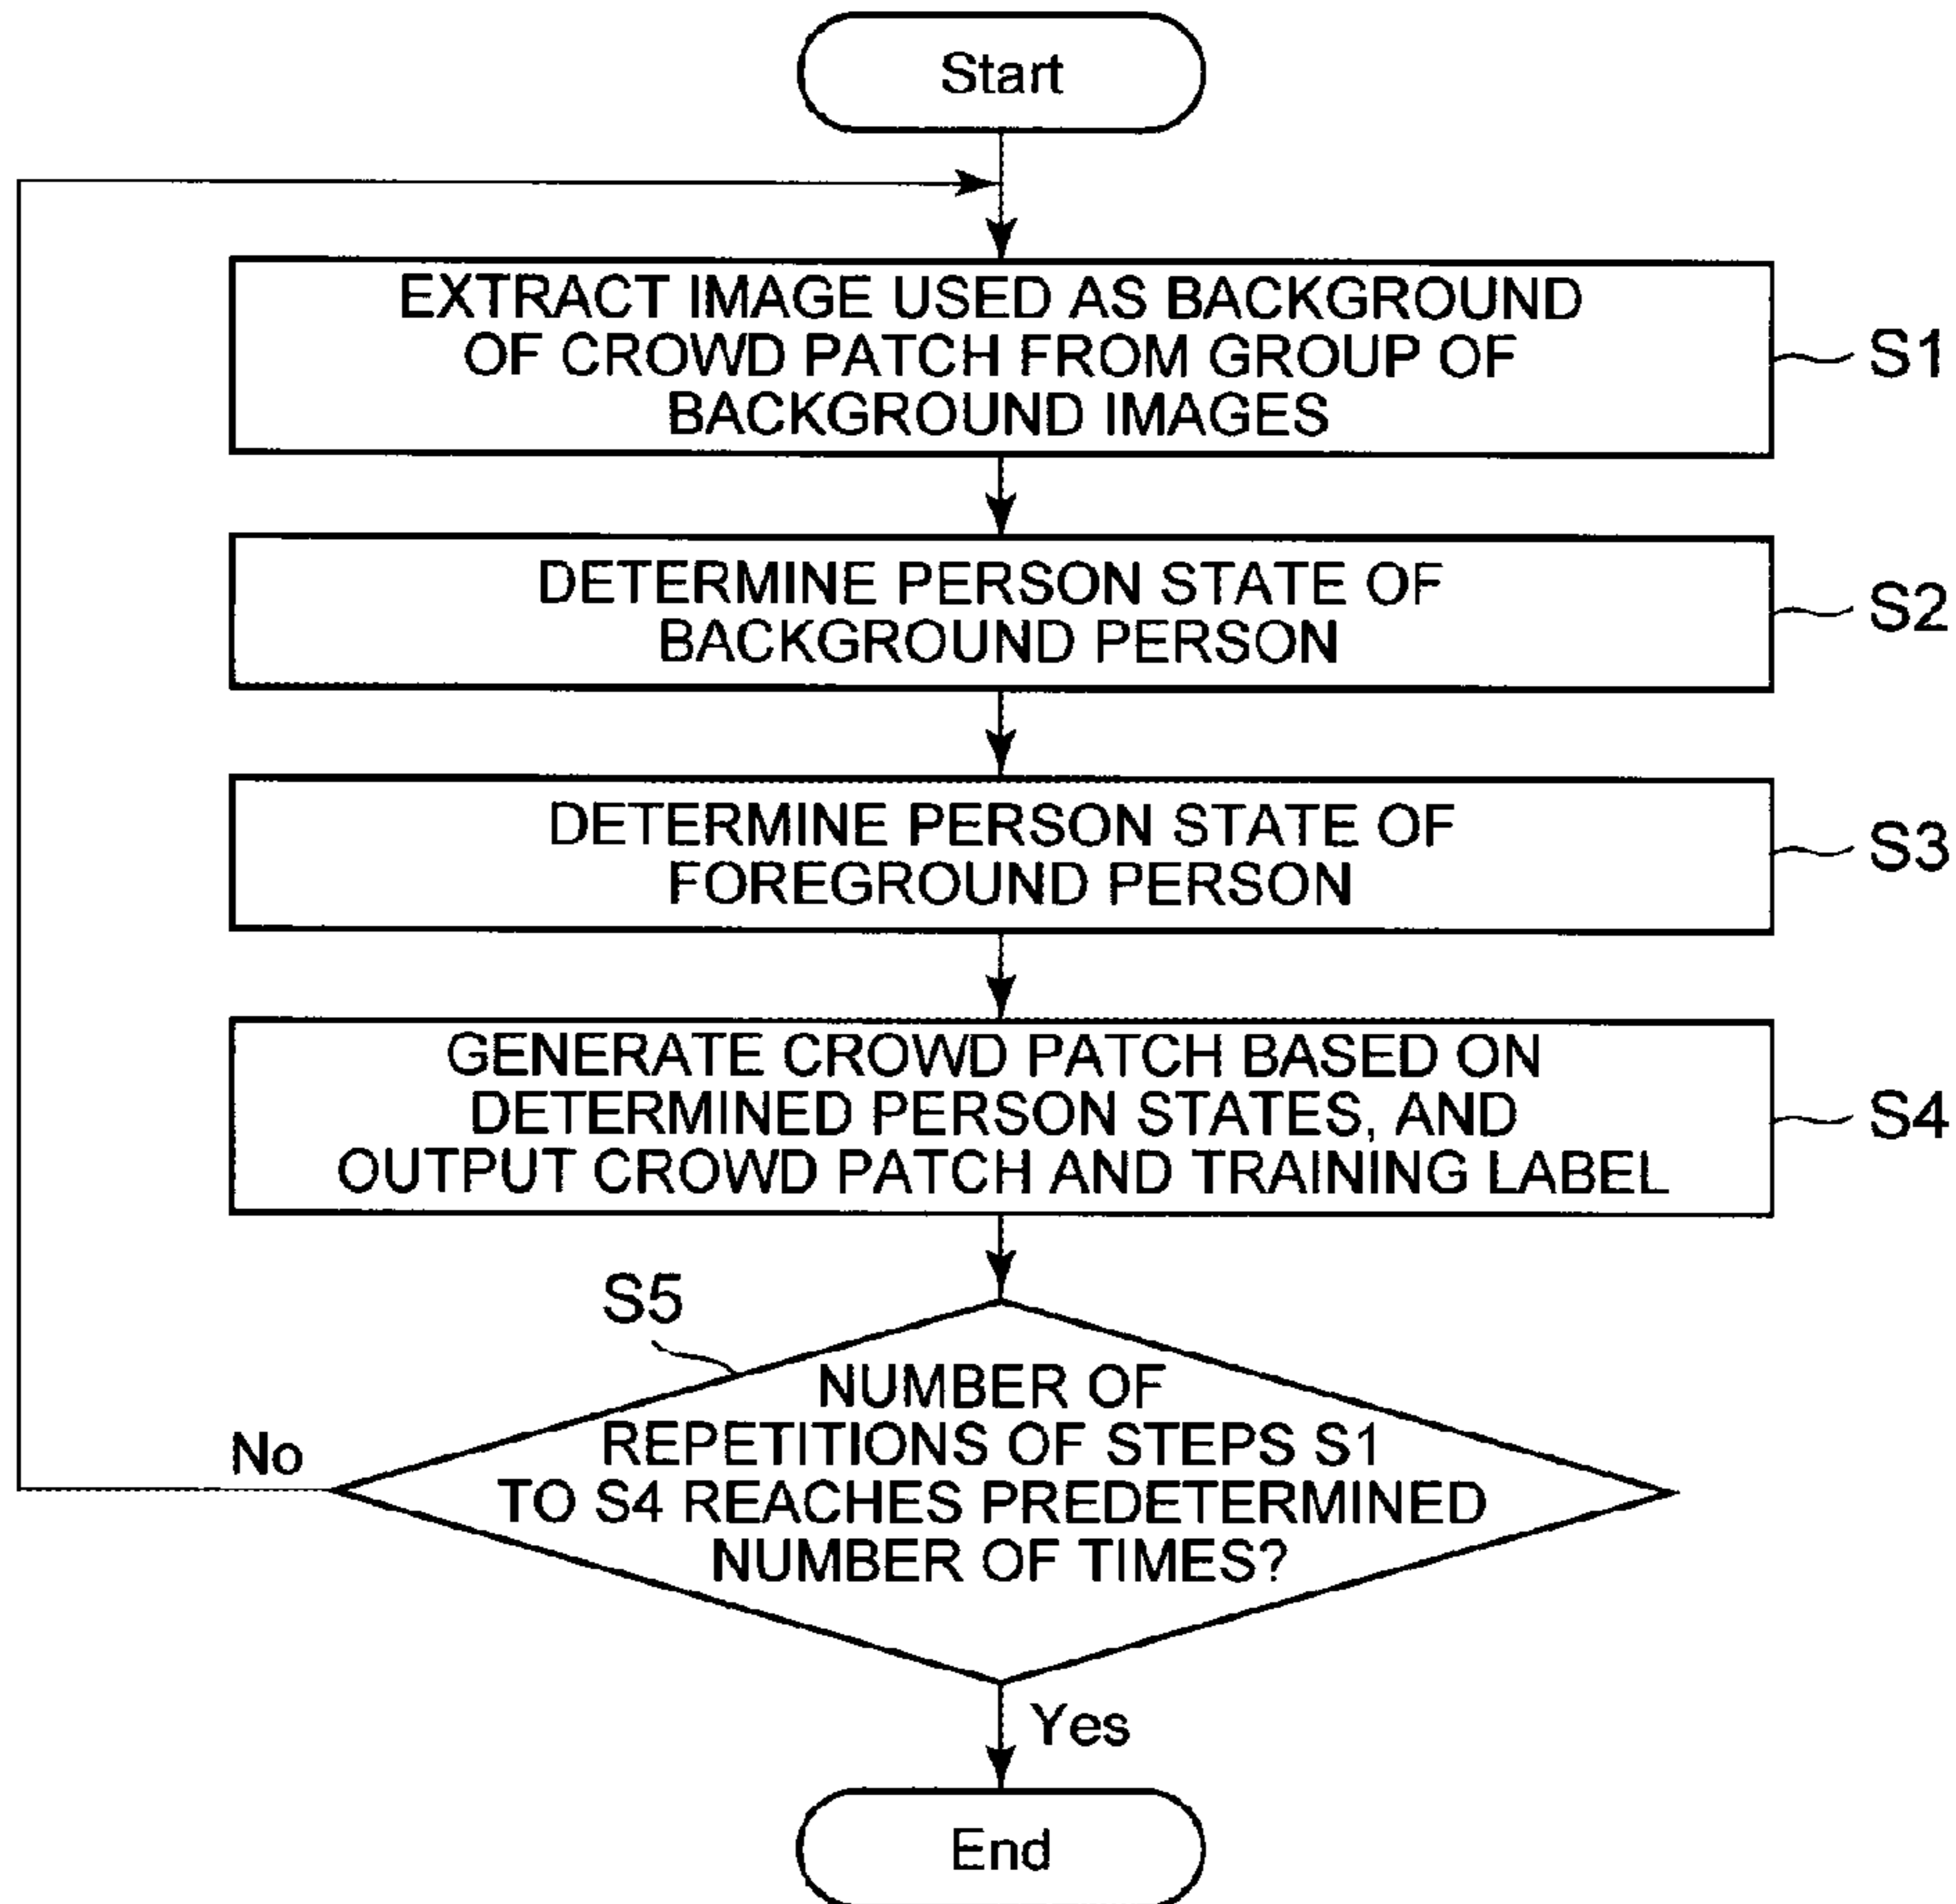 Start
EXTRACT IMAGE USED AS BACKGROUND
OF CROWD PATCH FROM GROUP OF
BACKGROUND IMAGES
S1
DETERMINE PERSON STATE OF
BACKGROUND PERSON
S2
DETERMINE PERSON STATE OF
FOREGROUND PERSON
S3
GENERATE CROWD PATCH BASED ON
DETERMINED PERSON STATES, AND
OUTPUT CROWD PATCH AND TRAINING LABEL
S4
S5
NUMBER OF
REPETITIONS OF STEPS S1
TO S4 REACHES PREDETERMINED
NUMBER OF TIMES?
No
Yes
End